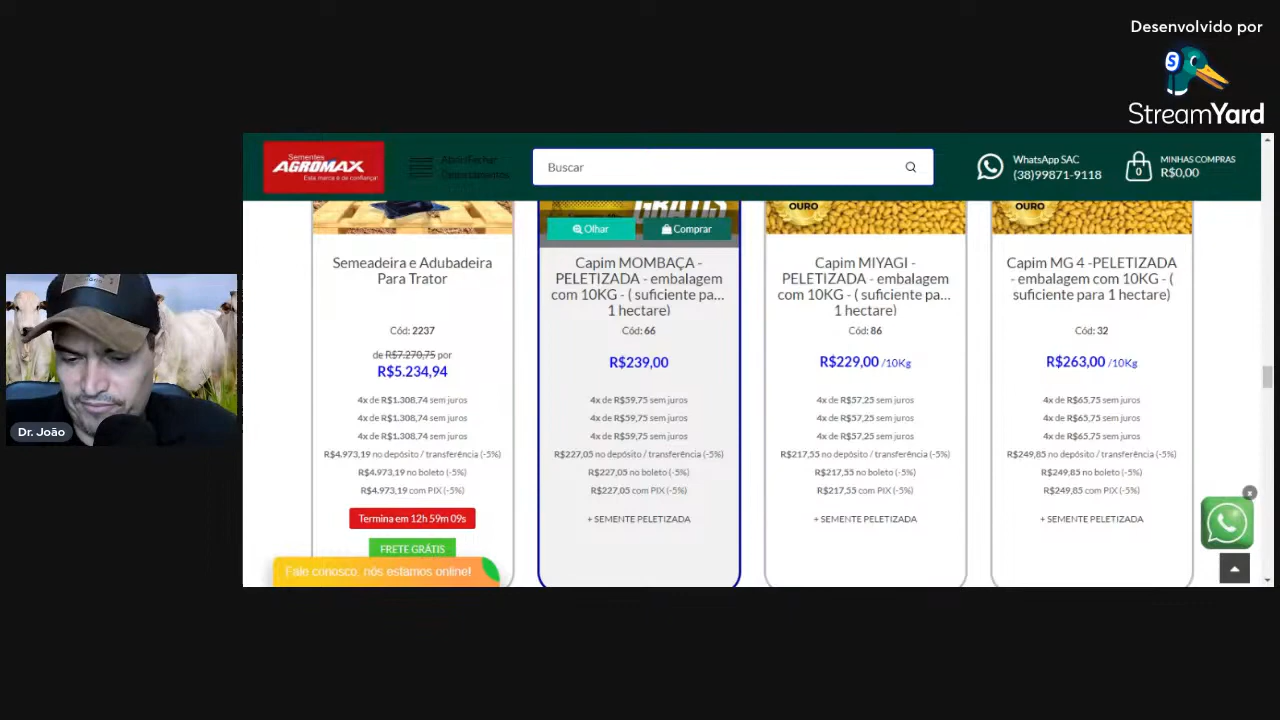 Desenvolvido por
StreamYard
Sementes
AGROMAX
Esta marca é de confiança!
Abrir/Fechar
Departamentos
Buscar
WhatsApp SAC
(38)99871-9118
0
MINHAS COMPRAS
R$0,00
GRÁTIS
OURO
OURO
Olhar
Comprar
Semeadeira e Adubadeira
Para Trator
Cód: 2237
de R$7.270,75 por
R$5.234,94
4x de R$1.308,74 sem juros
4x de R$1.308,74 sem juros
4x de R$1.308,74 sem juros
R$4.973,19 no depósito / transferência (-5%)
R$4.973,19 no boleto (-5%)
R$4.973,19 com PIX (-5%)
Termina em 12h 59m 09s
FRETE GRÁTIS
Capim MOMBAÇA -
PELETIZADA - embalagem
com 10KG - ( suficiente pa...
1 hectare)
Cód: 66
R$239,00
4x de R$59,75 sem juros
4x de R$59,75 sem juros
4x de R$59,75 sem juros
R$227,05 no depósito / transferência (-5%)
R$227,05 no boleto (-5%)
R$227,05 com PIX (-5%)
+ SEMENTE PELETIZADA
Capim MIYAGI -
PELETIZADA - embalagem
com 10KG - ( suficiente pa...
1 hectare)
Cód: 86
R$229,00 /10Kg
4x de R$57,25 sem juros
4x de R$57,25 sem juros
4x de R$57,25 sem juros
R$217,55 no depósito / transferência (-5%)
R$217,55 no boleto (-5%)
R$217,55 com PIX (-5%)
+ SEMENTE PELETIZADA
Capim MG 4 -PELETIZADA
- embalagem com 10KG - (
suficiente para 1 hectare)
Cód: 32
R$263,00 /10Kg
4x de R$65,75 sem juros
4x de R$65,75 sem juros
4x de R$65,75 sem juros
R$249,85 no depósito / transferência (-5%)
R$249,85 no boleto (-5%)
R$249,85 com PIX (-5%)
+ SEMENTE PELETIZADA
Fale conosco, nós estamos online!
x
Dr. João